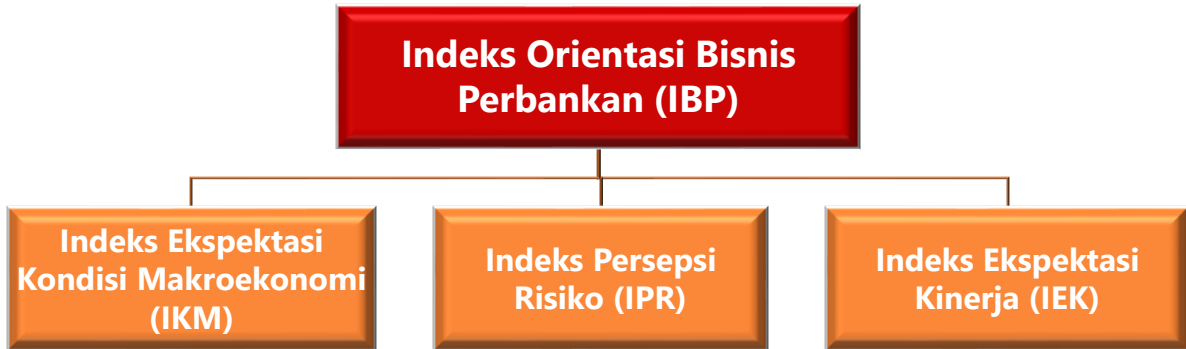 Indeks Orientasi Bisnis
Perbankan (IBP)
Indeks Ekspektasi
Kondisi Makroekonomi
(IKM)
Indeks Persepsi
Risiko (IPR)
Indeks Ekspektasi
Kinerja (IEK)